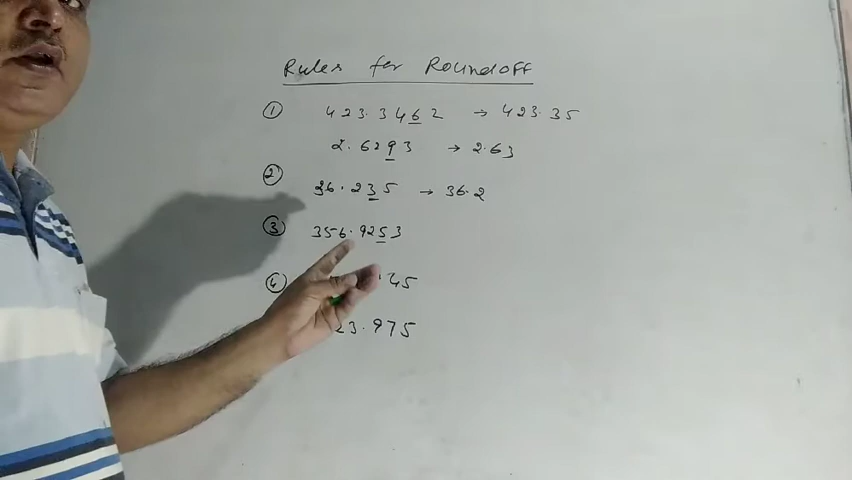 Rules for Roundoff
① 423.3462 → 423.35
2.6293 → 2.63
② 36.235 → 36.2
③ 356.9253
④ .45
23.975